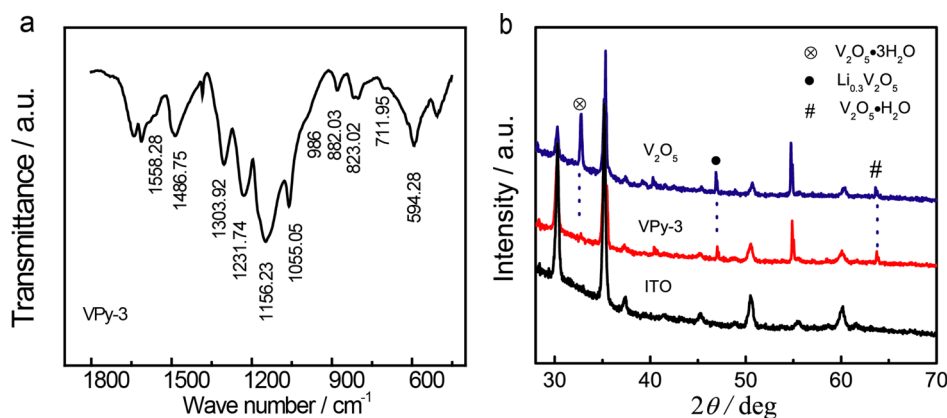 a
Transmittance / a.u.
1558.28
1486.75
1303.92
1231.74
1156.23
1055.05
986
882.03
823.02
711.95
594.28
VPy-3
1800 1500 1200 900 600
Wave number / cm⁻¹
b
Intensity / a.u.
⊗ V₂O₅•3H₂O
● Li₀.₃V₂O₅
# V₂O₅•H₂O
⊗
●
#
V₂O₅
VPy-3
ITO
30 40 50 60 70
2θ / deg